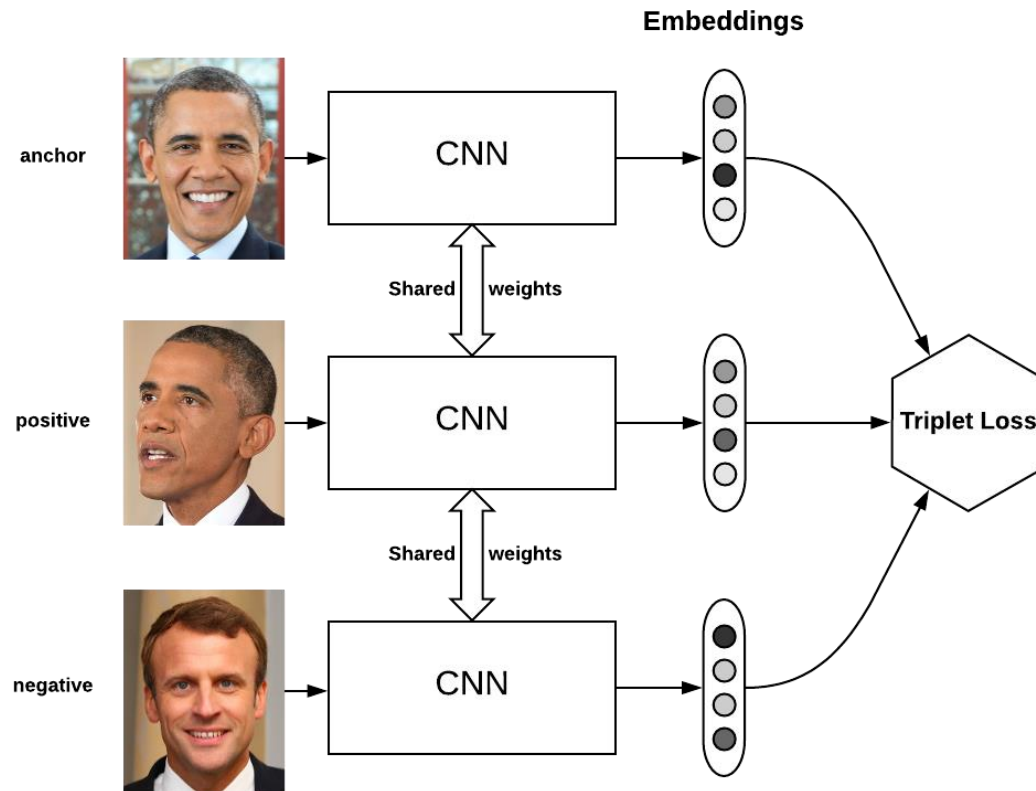 Embeddings
anchor
CNN
Shared weights
positive
CNN
Triplet Loss
Shared weights
negative
CNN